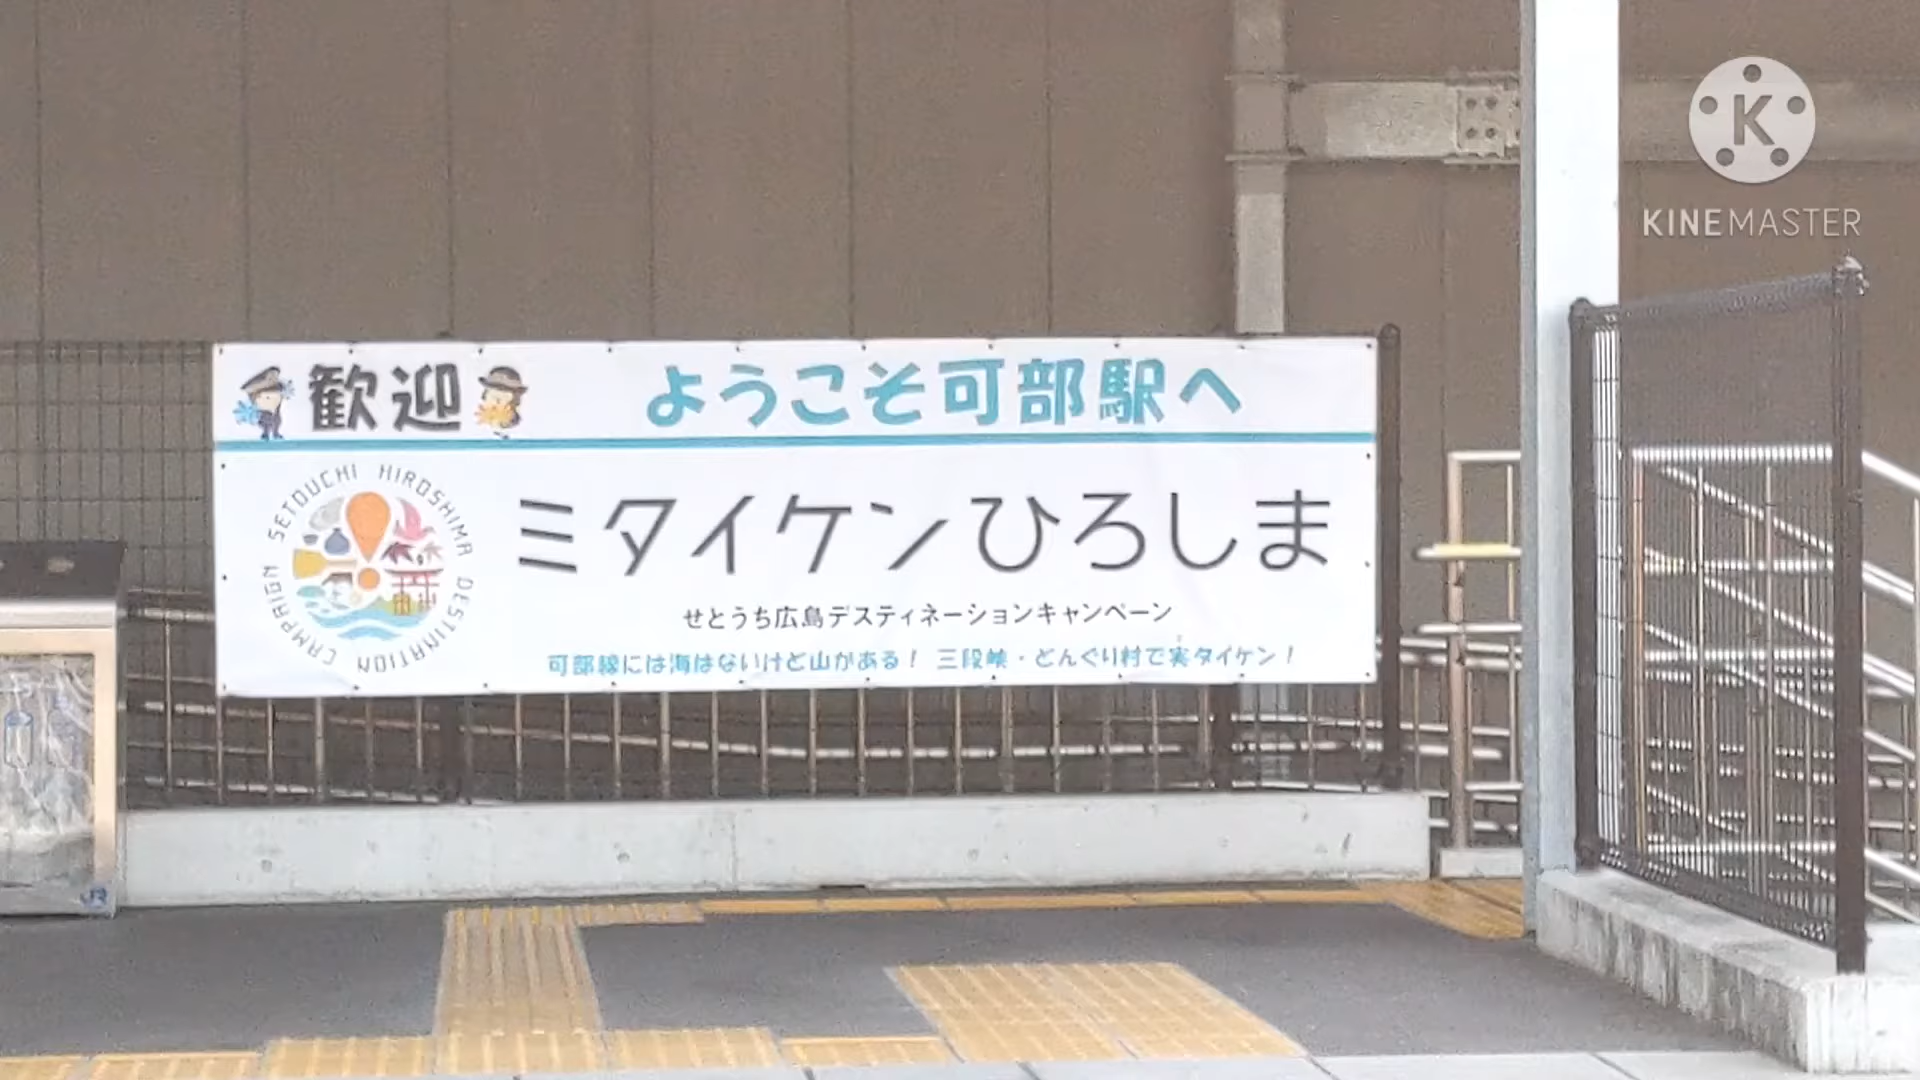 歓迎 ようこそ可部駅へ
SETOUCHI HIROSHIMA DESTINATION CAMPAIGN
ミタイケンひろしま
せとうち広島デスティネーションキャンペーン
可部線には海はないけど山がある！ 三段峡・どんぐり村で実タイケン！
JR
K
KINEMASTER